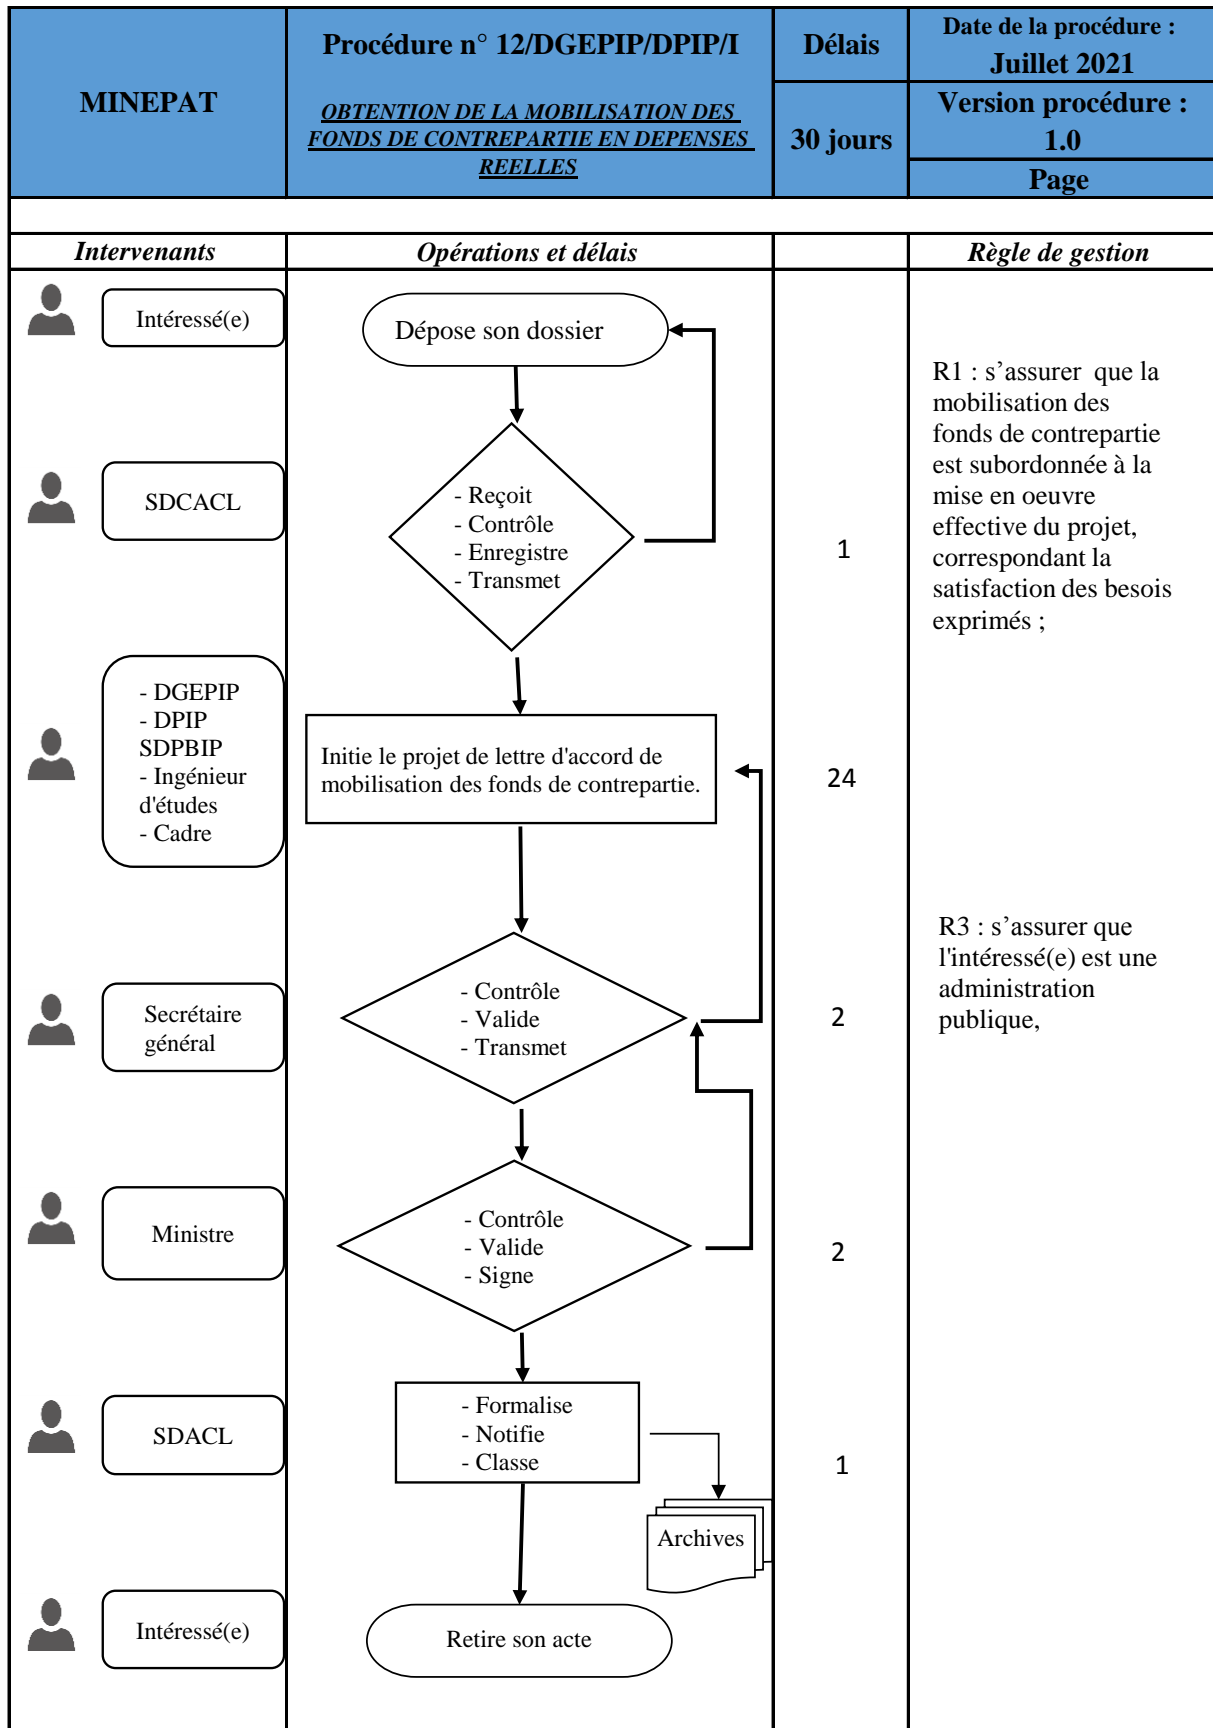 MINEPAT
Procédure n° 12/DGEPIP/DPIP/I
OBTENTION DE LA MOBILISATION DES
FONDS DE CONTREPARTIE EN DEPENSES
REELLES
Délais
30 jours
Date de la procédure :
Juillet 2021
Version procédure :
1.0
Page
Intervenants
Opérations et délais
Règle de gestion
Intéressé(e)
Dépose son dossier
R1 : s’assurer que la
mobilisation des
fonds de contrepartie
est subordonnée à la
mise en oeuvre
effective du projet,
correspondant la
satisfaction des besois
exprimés ;
SDCACL
- Reçoit
- Contrôle
- Enregistre
- Transmet
1
- DGEPIP
- DPIP
SDPBIP
- Ingénieur
d'études
- Cadre
Initie le projet de lettre d'accord de
mobilisation des fonds de contrepartie.
24
R3 : s’assurer que
l'intéressé(e) est une
administration
publique,
Secrétaire
général
- Contrôle
- Valide
- Transmet
2
Ministre
- Contrôle
- Valide
- Signe
2
SDACL
- Formalise
- Notifie
- Classe
1
Archives
Intéressé(e)
Retire son acte